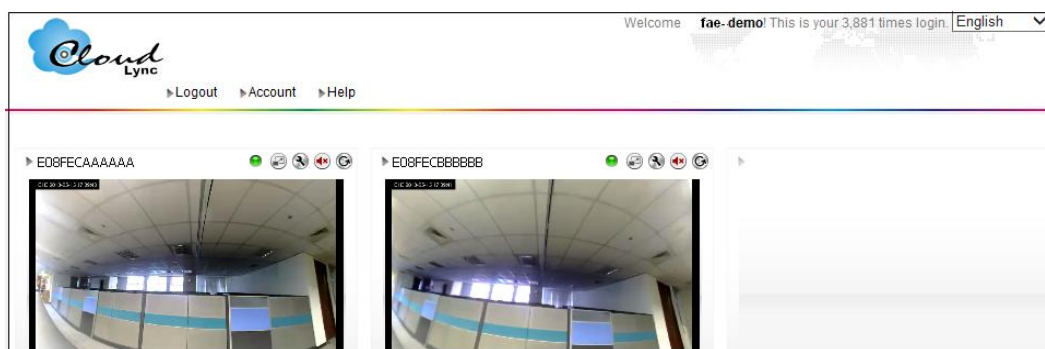 Welcome fae-demo! This is your 3,881 times login. English
Cloud
Lync
Logout Account Help
E08FECAAAAAA
E08FECBBBBBB